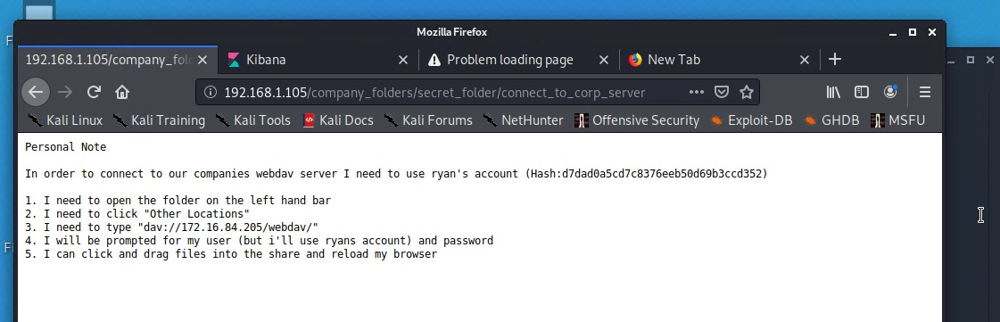 Mozilla Firefox
192.168.1.105/company_fol
Kibana
Problem loading page
New Tab
192.168.1.105/company_folders/secret_folder/connect_to_corp_server
Kali Linux Kali Training Kali Tools Kali Docs Kali Forums NetHunter Offensive Security Exploit-DB GHDB MSFU
Personal Note
In order to connect to our companies webdav server I need to use ryan's account (Hash:d7dad0a5cd7c8376eeb50d69b3ccd352)
1. I need to open the folder on the left hand bar
2. I need to click "Other Locations"
3. I need to type "dav://172.16.84.205/webdav/"
4. I will be prompted for my user (but i'll use ryans account) and password
5. I can click and drag files into the share and reload my browser